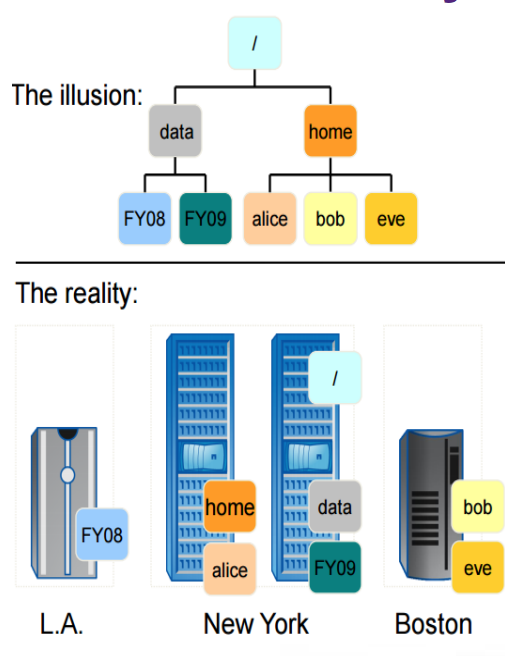 /
The illusion:
data home
FY08 FY09 alice bob eve
The reality:
/
home data bob
FY08
alice FY09 eve
L.A. New York Boston